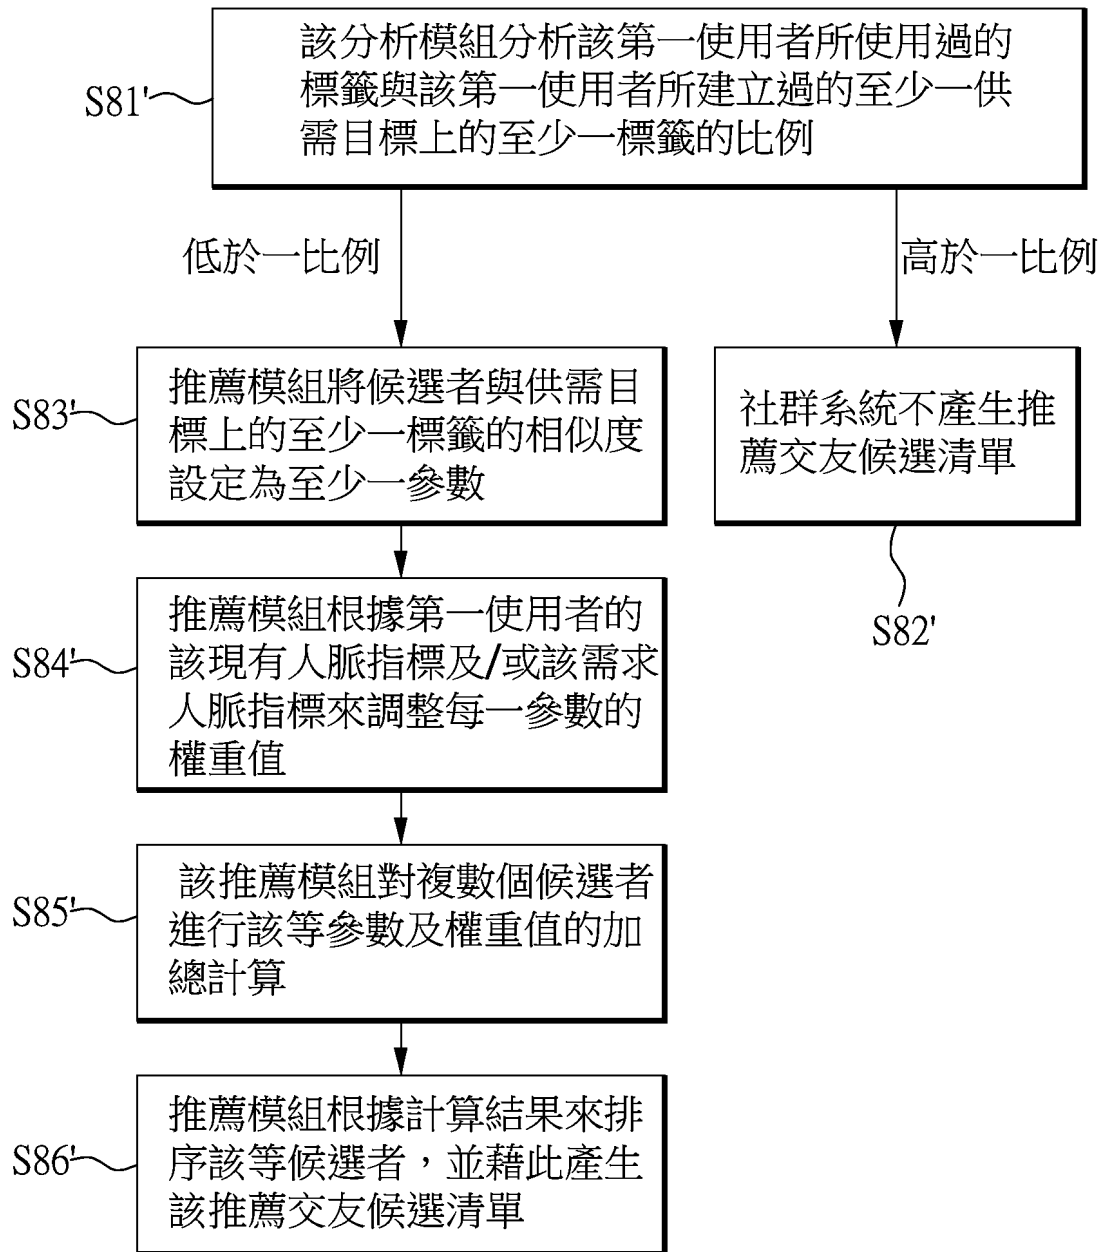 該分析模組分析該第一使用者所使用過的
標籤與該第一使用者所建立過的至少一供
需目標上的至少一標籤的比例
S81'
低於一比例
高於一比例
推薦模組將候選者與供需目
標上的至少一標籤的相似度
設定為至少一參數
S83'
社群系統不產生推
薦交友候選清單
S82'
推薦模組根據第一使用者的
該現有人脈指標及/或該需求
人脈指標來調整每一參數的
權重值
S84'
該推薦模組對複數個候選者
進行該等參數及權重值的加
總計算
S85'
推薦模組根據計算結果來排
序該等候選者，並藉此產生
該推薦交友候選清單
S86'